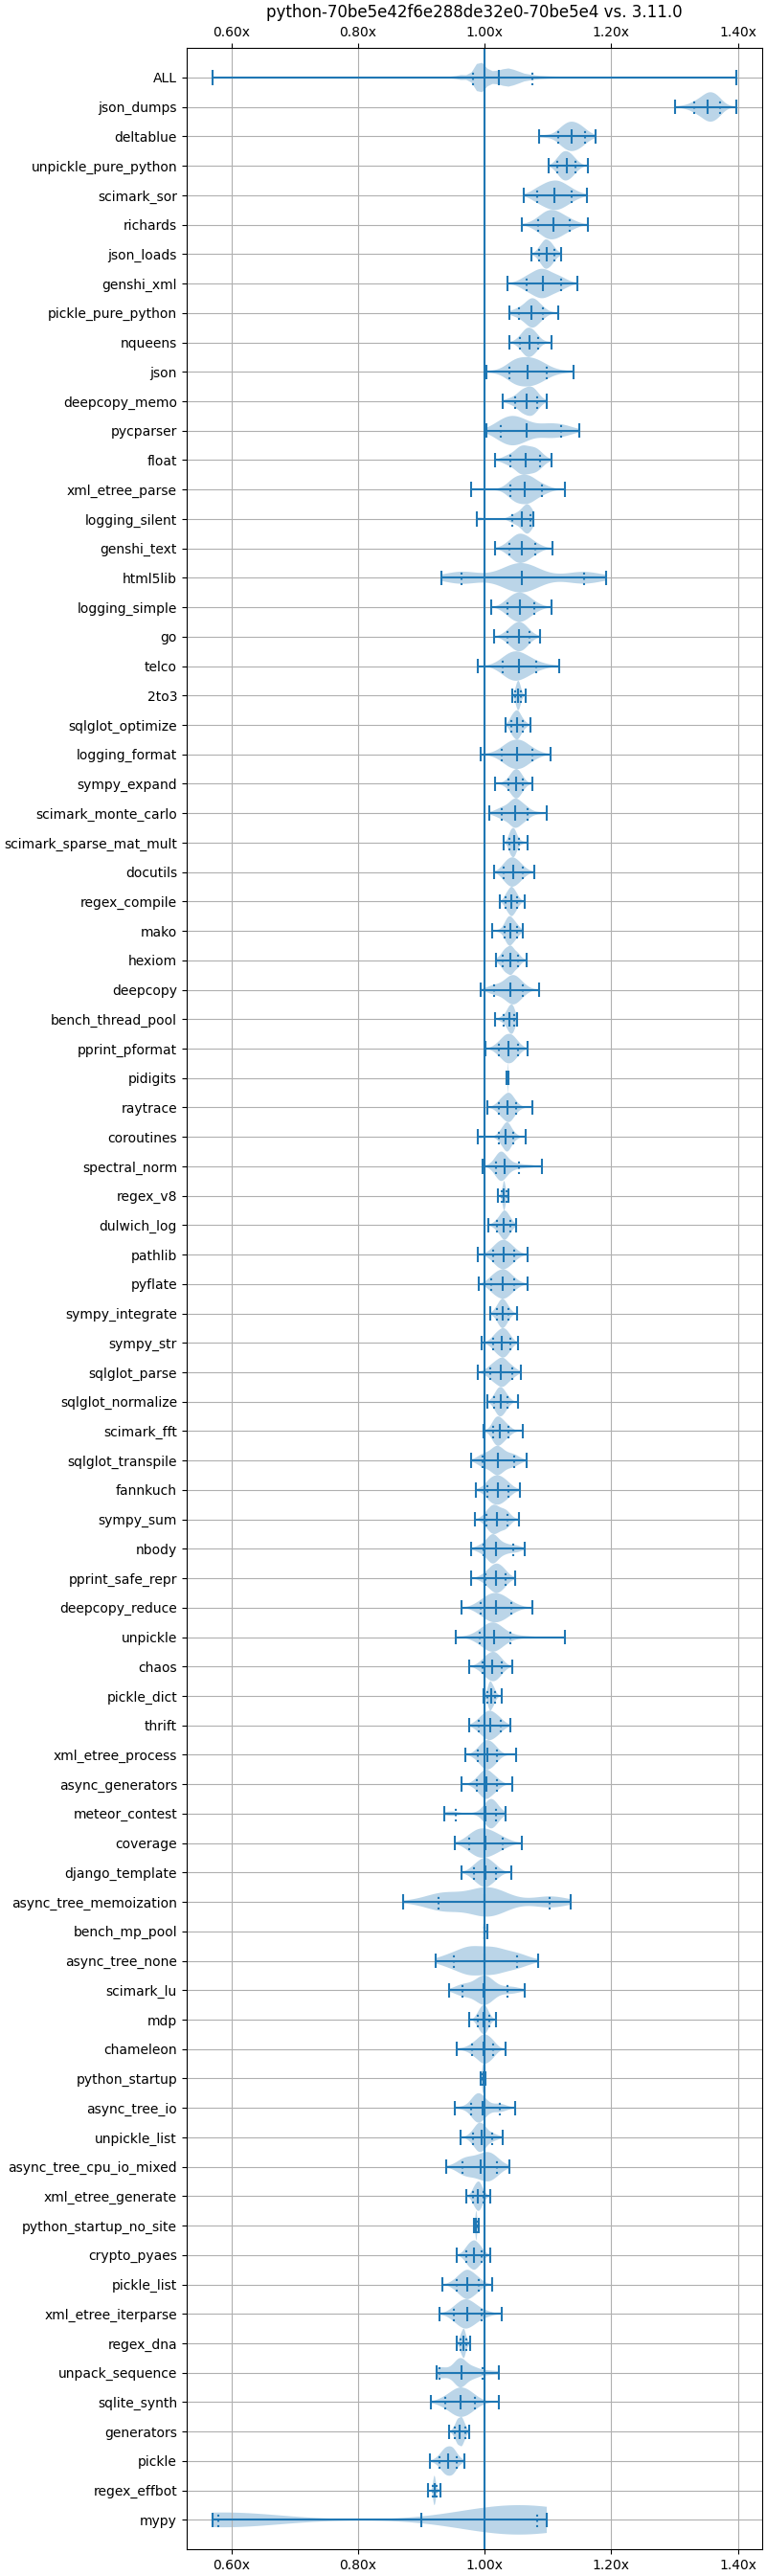 python-70be5e42f6e288de32e0-70be5e4 vs. 3.11.0
0.60x 0.80x 1.00x 1.20x 1.40x
ALL
json_dumps
deltablue
unpickle_pure_python
scimark_sor
richards
json_loads
genshi_xml
pickle_pure_python
nqueens
json
deepcopy_memo
pycparser
float
xml_etree_parse
logging_silent
genshi_text
html5lib
logging_simple
go
telco
2to3
sqlglot_optimize
logging_format
sympy_expand
scimark_monte_carlo
scimark_sparse_mat_mult
docutils
regex_compile
mako
hexiom
deepcopy
bench_thread_pool
pprint_pformat
pidigits
raytrace
coroutines
spectral_norm
regex_v8
dulwich_log
pathlib
pyflate
sympy_integrate
sympy_str
sqlglot_parse
sqlglot_normalize
scimark_fft
sqlglot_transpile
fannkuch
sympy_sum
nbody
pprint_safe_repr
deepcopy_reduce
unpickle
chaos
pickle_dict
thrift
xml_etree_process
async_generators
meteor_contest
coverage
django_template
async_tree_memoization
bench_mp_pool
async_tree_none
scimark_lu
mdp
chameleon
python_startup
async_tree_io
unpickle_list
async_tree_cpu_io_mixed
xml_etree_generate
python_startup_no_site
crypto_pyaes
pickle_list
xml_etree_iterparse
regex_dna
unpack_sequence
sqlite_synth
generators
pickle
regex_effbot
mypy
0.60x 0.80x 1.00x 1.20x 1.40x